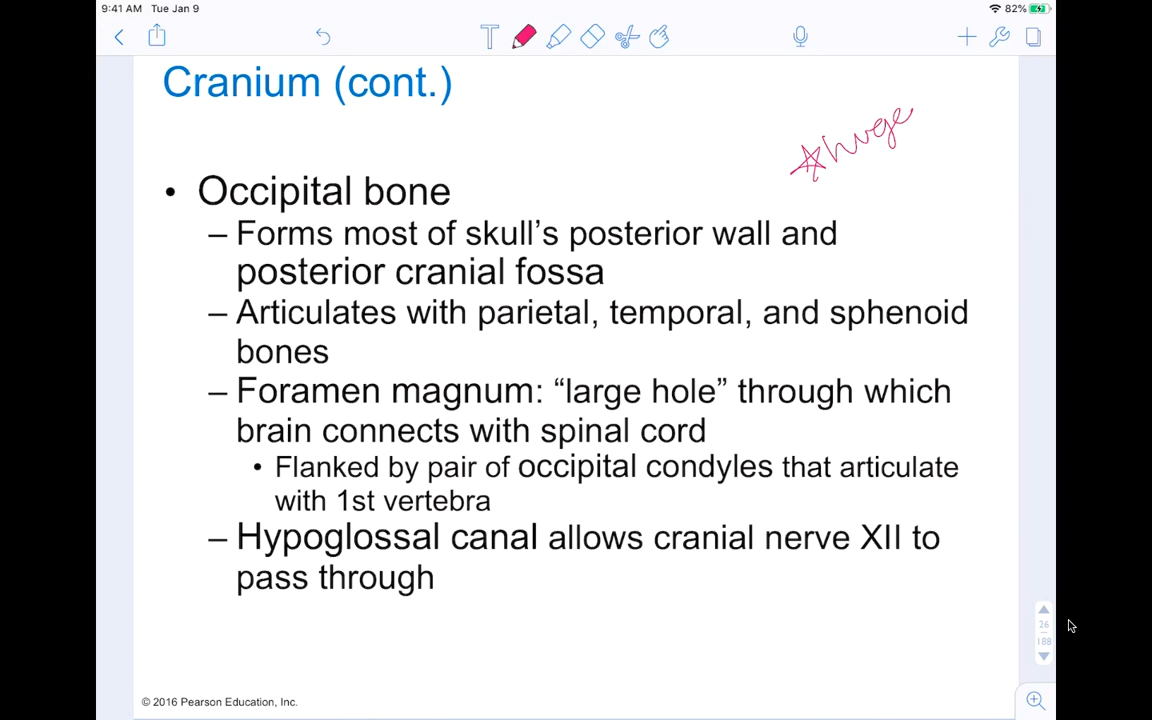 9:41 AM Tue Jan 9
82%
T
Cranium (cont.)
☆huge
• Occipital bone
– Forms most of skull’s posterior wall and
posterior cranial fossa
– Articulates with parietal, temporal, and sphenoid
bones
– Foramen magnum: “large hole” through which
brain connects with spinal cord
• Flanked by pair of occipital condyles that articulate
with 1st vertebra
– Hypoglossal canal allows cranial nerve XII to
pass through
26
188
© 2016 Pearson Education, Inc.